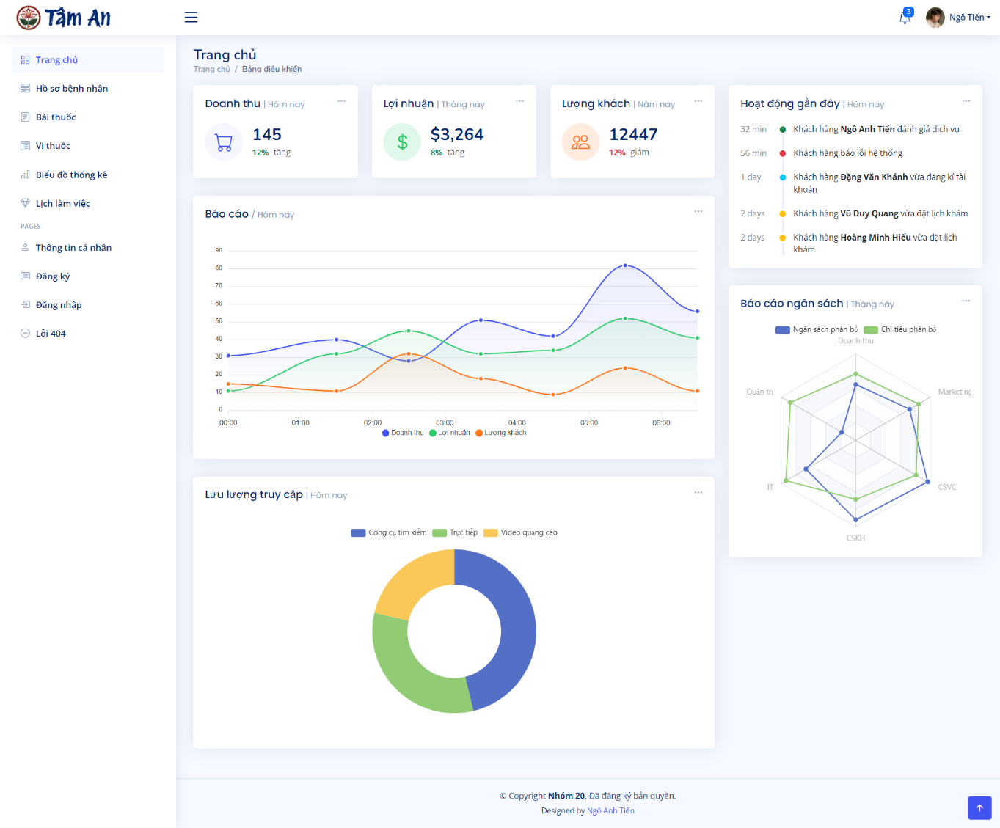 Tâm An
3
Ngô Tiến
Trang chủ
Hồ sơ bệnh nhân
Bài thuốc
Vị thuốc
Biểu đồ thống kê
Lịch làm việc
PAGES
Thông tin cá nhân
Đăng ký
Đăng nhập
Lỗi 404
Trang chủ
Trang chủ / Bảng điều khiển
Doanh thu | Hôm nay
145
12% tăng
Lợi nhuận | Tháng nay
$3,264
8% tăng
Lượng khách | Năm nay
12447
12% giảm
Báo cáo / Hôm nay
90
80
70
60
50
40
30
20
10
0
00:00 01:00 02:00 03:00 04:00 05:00 06:00
Doanh thu Lợi nhuận Lượng khách
Lưu lượng truy cập | Hôm nay
Công cụ tìm kiếm Trực tiếp Video quảng cáo
Hoạt động gần đây | Hôm nay
32 min Khách hàng Ngô Anh Tiến đánh giá dịch vụ
56 min Khách hàng báo lỗi hệ thống
1 day Khách hàng Đặng Văn Khánh vừa đăng kí tài
khoản
2 days Khách hàng Vũ Duy Quang vừa đặt lịch khám
2 days Khách hàng Hoàng Minh Hiếu vừa đặt lịch
khám
Báo cáo ngân sách | Tháng này
Ngân sách phân bổ Chi tiêu phân bổ
Doanh thu
Quản trị Marketing
IT CSVC
CSKH
© Copyright Nhóm 20. Đã đăng ký bản quyền.
Designed by Ngô Anh Tiến